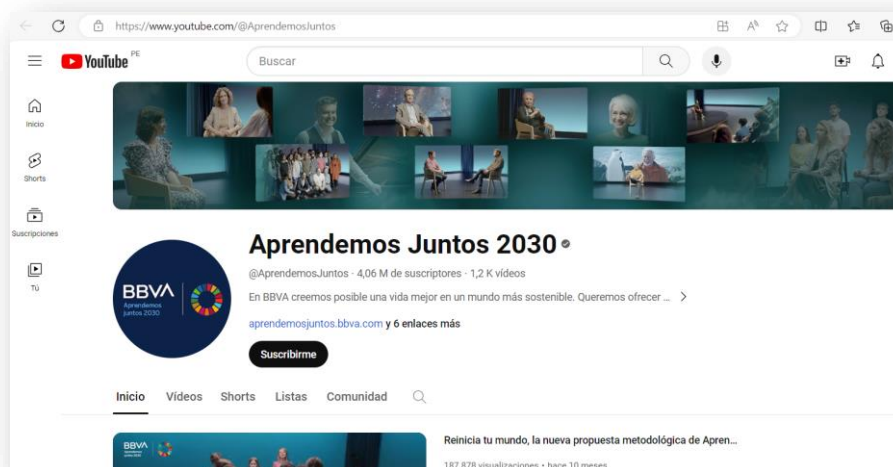 https://www.youtube.com/@AprendemosJuntos
YouTube PE
Buscar
Inicio
Shorts
Suscripciones
Tú
BBVA
Aprendemos
juntos 2030
Aprendemos Juntos 2030
@AprendemosJuntos · 4,06 M de suscriptores · 1,2 K vídeos
En BBVA creemos posible una vida mejor en un mundo más sostenible. Queremos ofrecer ...
aprendemosjuntos.bbva.com y 6 enlaces más
Suscribirme
Inicio Vídeos Shorts Listas Comunidad
BBVA
Reinicia tu mundo, la nueva propuesta metodológica de Apren...
187.878 visualizaciones • hace 10 meses